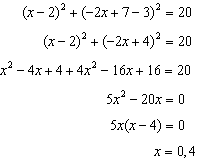 (x−2)² + (−2x+7−3)² = 20
(x−2)² + (−2x+4)² = 20
x² − 4x + 4 + 4x² − 16x + 16 = 20
5x² − 20x = 0
5x(x−4) = 0
x = 0,4